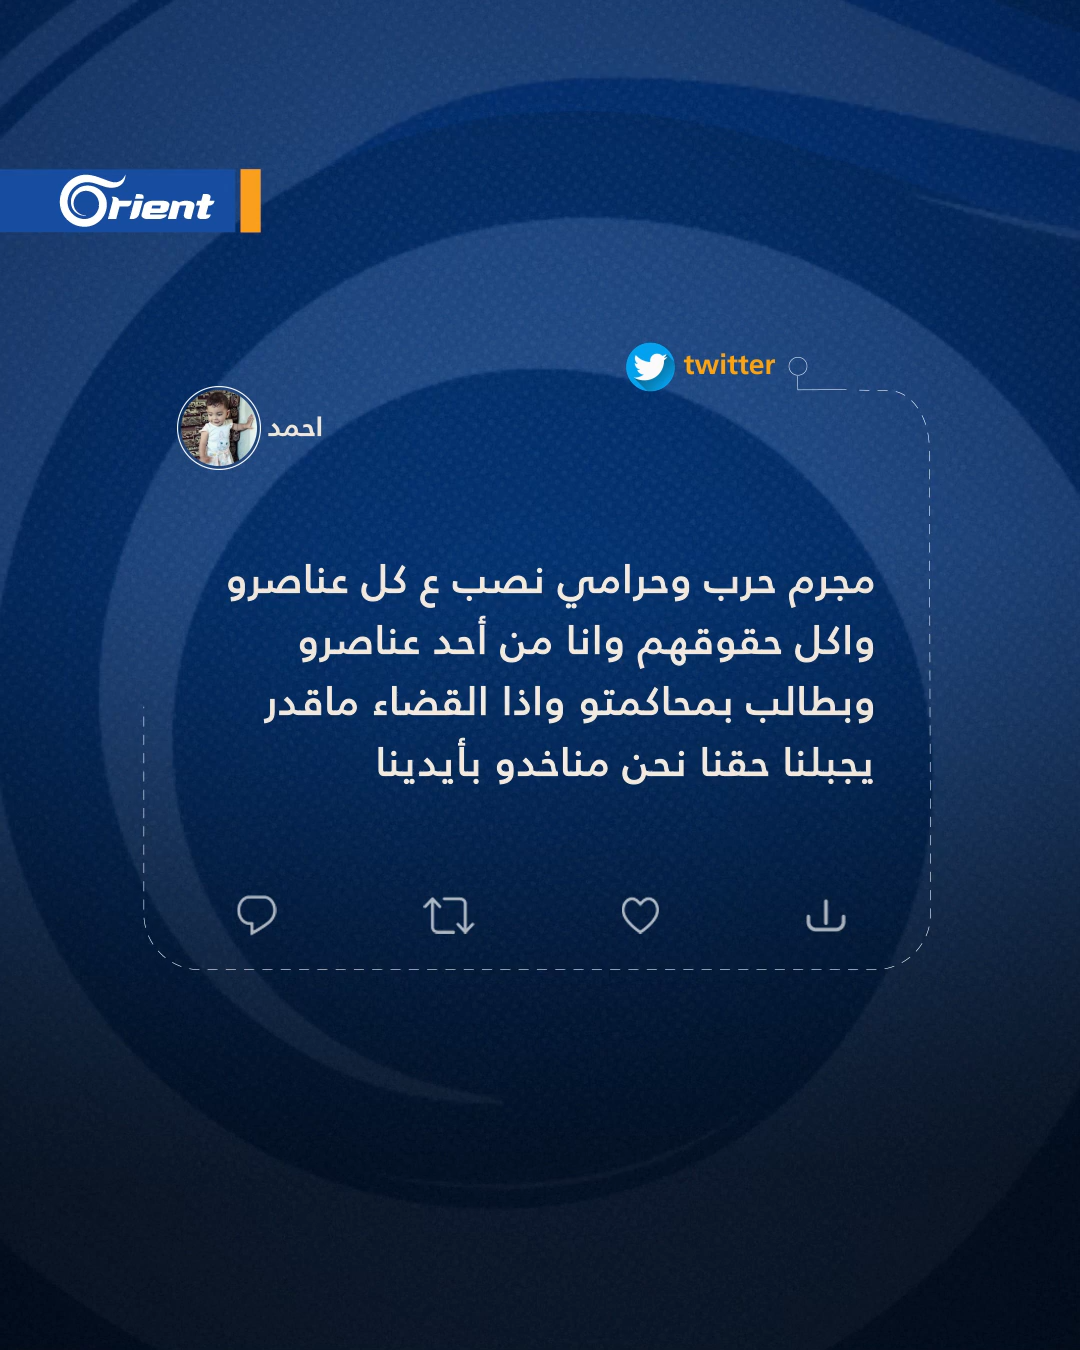 Orient
twitter
احمد
مجرم حرب وحرامي نصب ع كل عناصرو
واكل حقوقهم وانا من أحد عناصرو
وبطالب بمحاكمتو واذا القضاء ماقدر
يجبلنا حقنا نحن مناخدو بأيدينا